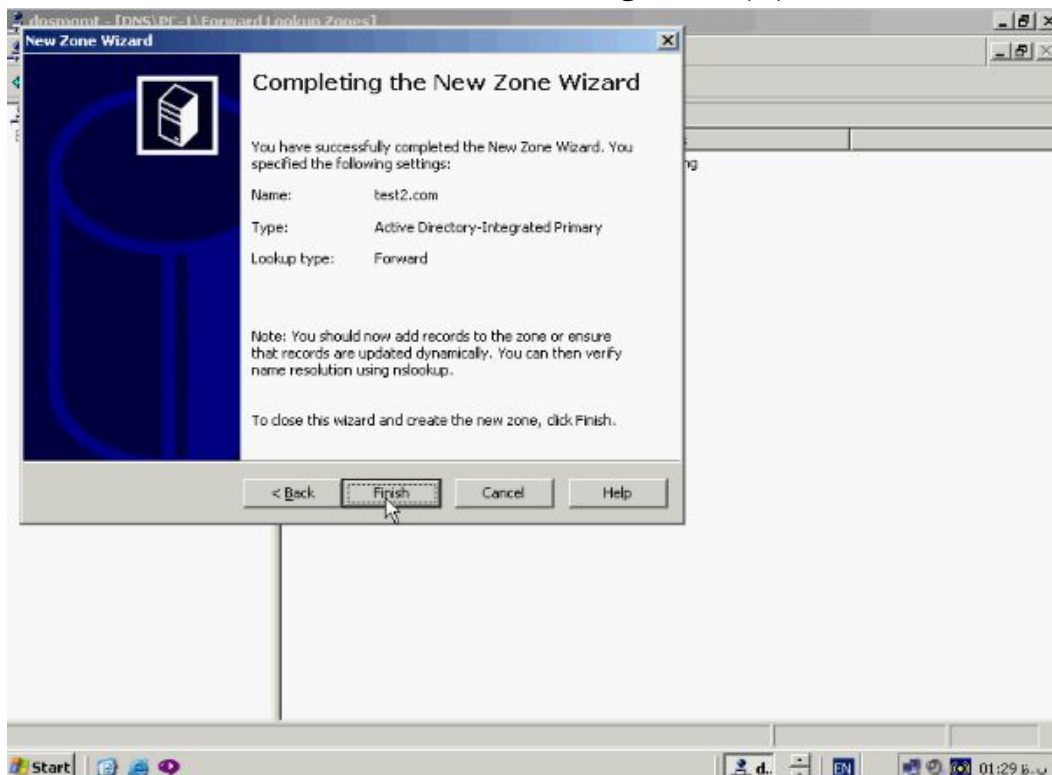 dnsmgmt - [DNS\PC-1\Forward Lookup Zones]
New Zone Wizard
Completing the New Zone Wizard
You have successfully completed the New Zone Wizard. You
specified the following settings:
Name: test2.com
Type: Active Directory-Integrated Primary
Lookup type: Forward
Note: You should now add records to the zone or ensure
that records are updated dynamically. You can then verify
name resolution using nslookup.
To close this wizard and create the new zone, click Finish.
< Back Finish Cancel Help
Start d.. EN 01:29